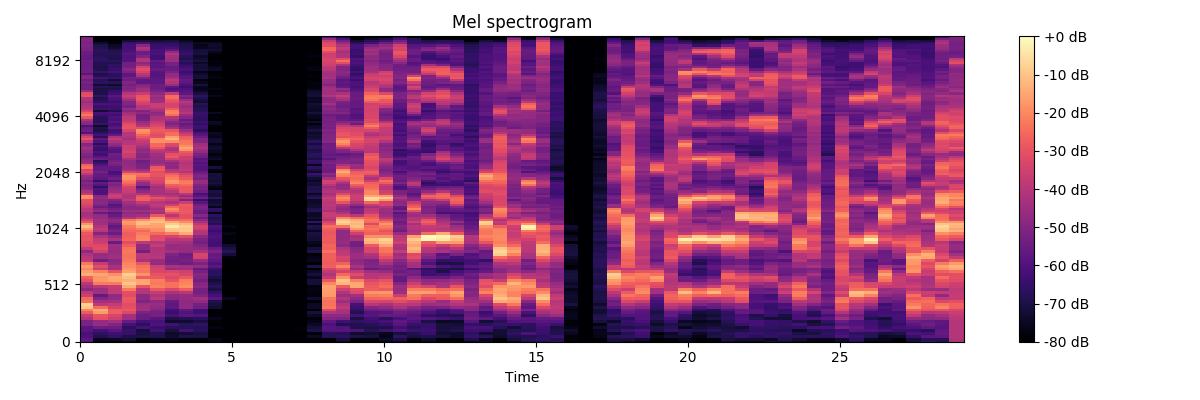 Mel spectrogram
8192
4096
2048
1024
512
0
Hz
0 5 10 15 20 25
Time
+0 dB
-10 dB
-20 dB
-30 dB
-40 dB
-50 dB
-60 dB
-70 dB
-80 dB